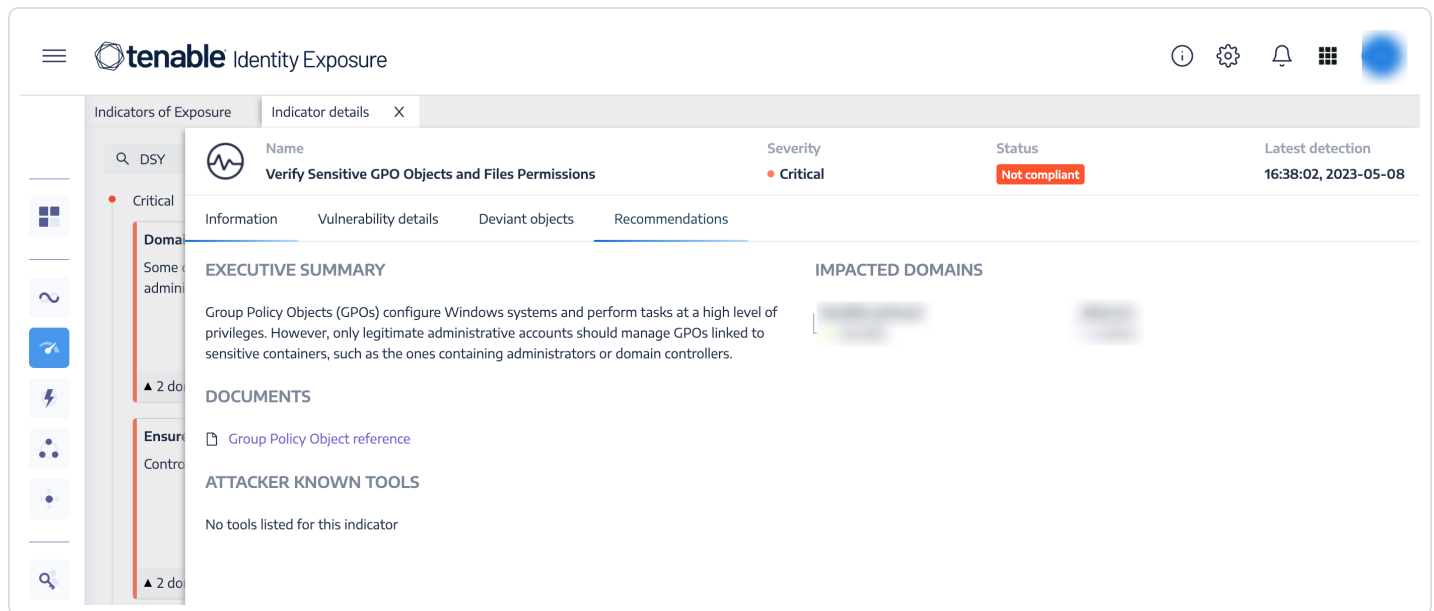 tenable Identity Exposure
Indicators of Exposure
Indicator details X
DSY
Critical
Some
admini
2 do
Contro
2 do
Name
Verify Sensitive GPO Objects and Files Permissions
Severity
Critical
Status
Not compliant
Latest detection
16:38:02, 2023-05-08
Information
Vulnerability details
Deviant objects
Recommendations
EXECUTIVE SUMMARY
Group Policy Objects (GPOs) configure Windows systems and perform tasks at a high level of
privileges. However, only legitimate administrative accounts should manage GPOs linked to
sensitive containers, such as the ones containing administrators or domain controllers.
DOCUMENTS
Group Policy Object reference
ATTACKER KNOWN TOOLS
No tools listed for this indicator
IMPACTED DOMAINS